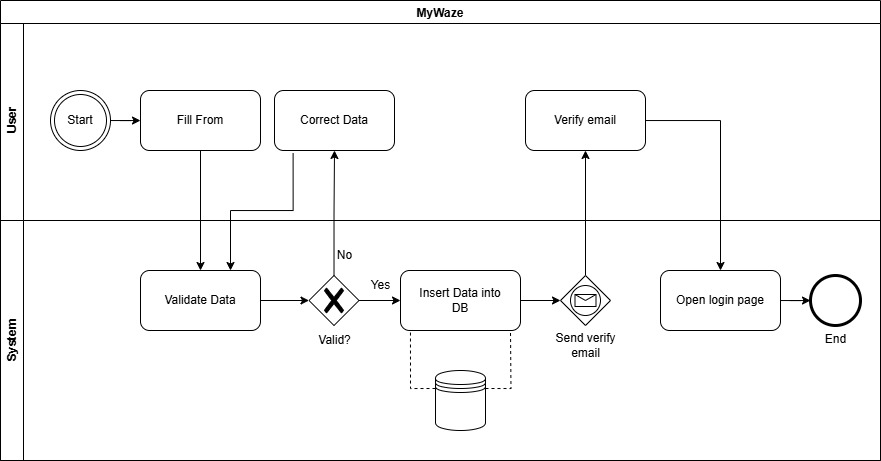 MyWaze
User
Start
Fill From
Correct Data
Verify email
System
No
Validate Data
Valid?
Yes
Insert Data into
DB
Send verify
email
Open login page
End